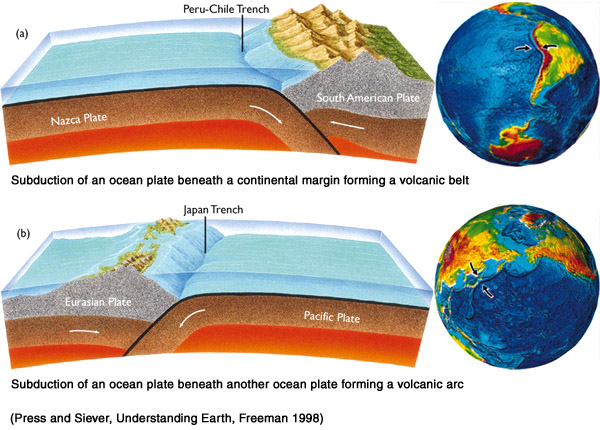 Peru-Chile Trench
(a)
South American Plate
Nazca Plate
Subduction of an ocean plate beneath a continental margin forming a volcanic belt
Japan Trench
(b)
Eurasian Plate
Pacific Plate
Subduction of an ocean plate beneath another ocean plate forming a volcanic arc
(Press and Siever, Understanding Earth, Freeman 1998)